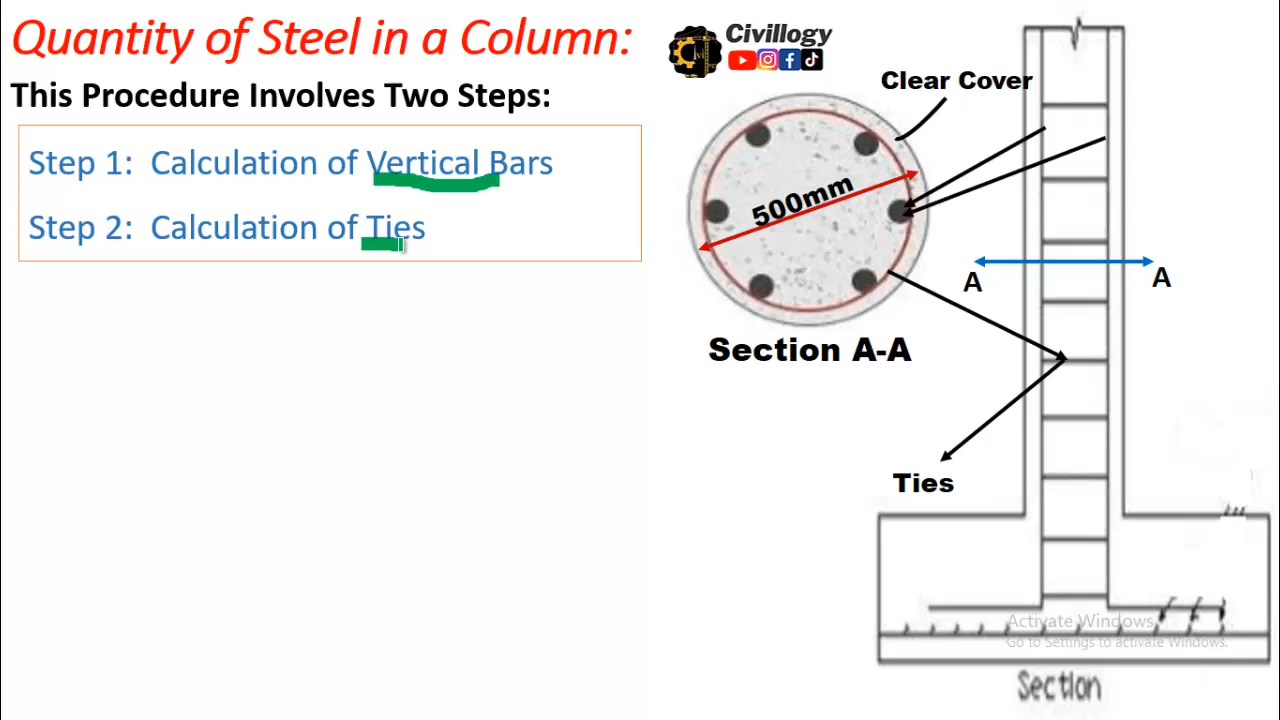 Quantity of Steel in a Column:
This Procedure Involves Two Steps:
Step 1: Calculation of Vertical Bars
Step 2: Calculation of Ties
Civillogy
Clear Cover
500mm
Section A-A
A
A
Ties
Activate Windows
Go to Settings to activate Windows.
Section